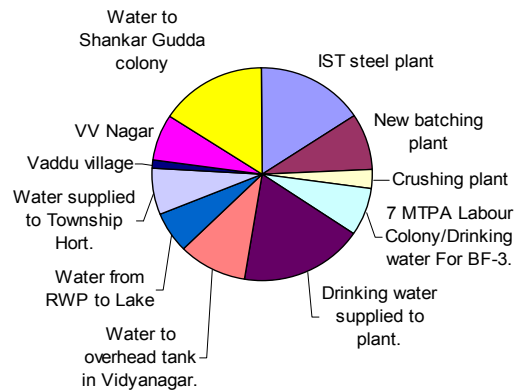 Water to
Shankar Gudda
colony
IST steel plant
New batching
plant
Crushing plant
7 MTPA Labour
Colony/Drinking
water For BF-3.
Drinking water
supplied to
plant.
Water to
overhead tank
in Vidyanagar.
Water from
RWP to Lake
Water supplied
to Township
Hort.
Vaddu village
VV Nagar